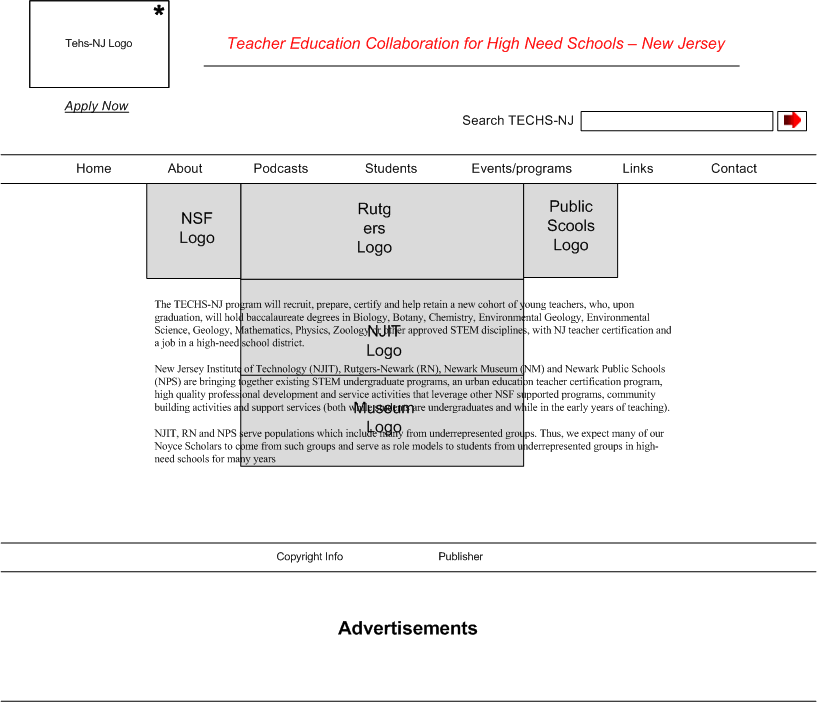 *
Tehs-NJ Logo
Teacher Education Collaboration for High Need Schools – New Jersey
Apply Now
Search TECHS-NJ
Home About Podcasts Students Events/programs Links Contact
NSF
Logo
Rutg
ers
Logo
Public
Scools
Logo
The TECHS-NJ program will recruit, prepare, certify and help retain a new cohort of young teachers, who, upon
graduation, will hold baccalaureate degrees in Biology, Botany, Chemistry, Environmental Geology, Environmental
Science, Geology, Mathematics, Physics, Zoology or other approved STEM disciplines, with NJ teacher certification and
a job in a high-need school district.
NJIT
Logo
New Jersey Institute of Technology (NJIT), Rutgers-Newark (RN), Newark Museum (NM) and Newark Public Schools
(NPS) are bringing together existing STEM undergraduate programs, an urban education teacher certification program,
high quality professional development and service activities that leverage other NSF supported programs, community
building activities and support services (both while are undergraduates and while in the early years of teaching).
Museum
Logo
NJIT, RN and NPS serve populations which include many from underrepresented groups. Thus, we expect many of our
Noyce Scholars to come from such groups and serve as role models to students from underrepresented groups in high-
need schools for many years
Copyright Info Publisher
Advertisements